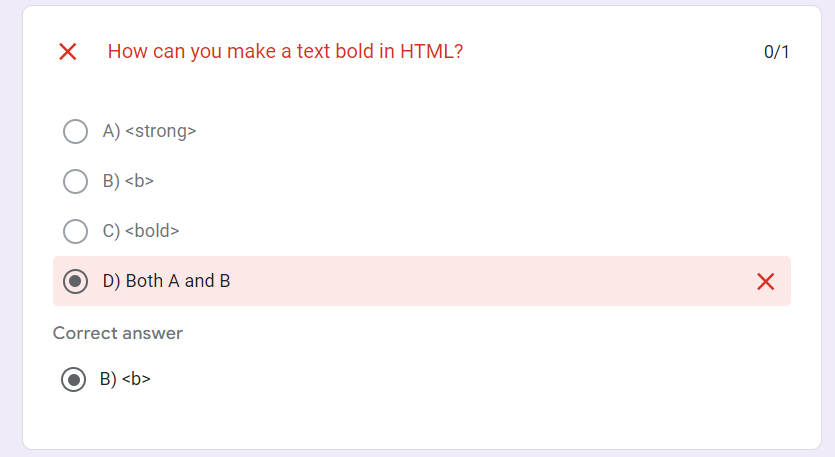 How can you make a text bold in HTML?
0/1
A) <strong>
B) <b>
C) <bold>
D) Both A and B
Correct answer
B) <b>